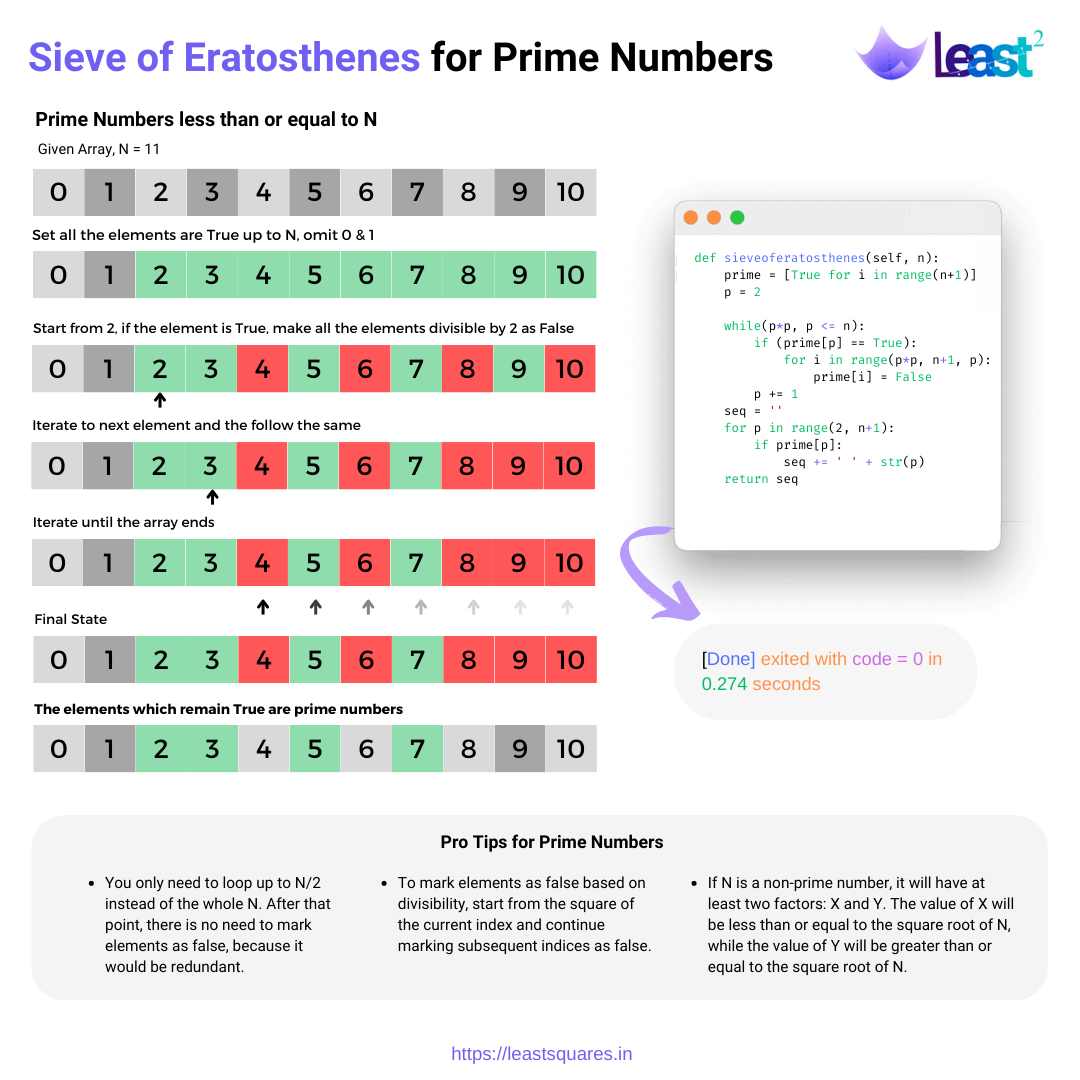 Sieve of Eratosthenes for Prime Numbers
Least2
Prime Numbers less than or equal to N
Given Array, N = 11
0 1 2 3 4 5 6 7 8 9 10
Set all the elements are True up to N, omit 0 & 1
0 1 2 3 4 5 6 7 8 9 10
Start from 2, if the element is True, make all the elements divisible by 2 as False
0 1 2 3 4 5 6 7 8 9 10
Iterate to next element and the follow the same
0 1 2 3 4 5 6 7 8 9 10
Iterate until the array ends
0 1 2 3 4 5 6 7 8 9 10
Final State
0 1 2 3 4 5 6 7 8 9 10
The elements which remain True are prime numbers
0 1 2 3 4 5 6 7 8 9 10
def sieveoferatosthenes(self, n):
    prime = [True for i in range(n+1)]
    p = 2
    while(p*p, p <= n):
        if (prime[p] == True):
            for i in range(p*p, n+1, p):
                prime[i] = False
        p += 1
    seq = ''
    for p in range(2, n+1):
        if prime[p]:
            seq += ' ' + str(p)
    return seq
[Done] exited with code = 0 in
0.274 seconds
Pro Tips for Prime Numbers
• You only need to loop up to N/2
instead of the whole N. After that
point, there is no need to mark
elements as false, because it
would be redundant.
• To mark elements as false based on
divisibility, start from the square of
the current index and continue
marking subsequent indices as false.
• If N is a non-prime number, it will have at
least two factors: X and Y. The value of X will
be less than or equal to the square root of N,
while the value of Y will be greater than or
equal to the square root of N.
https://leastsquares.in